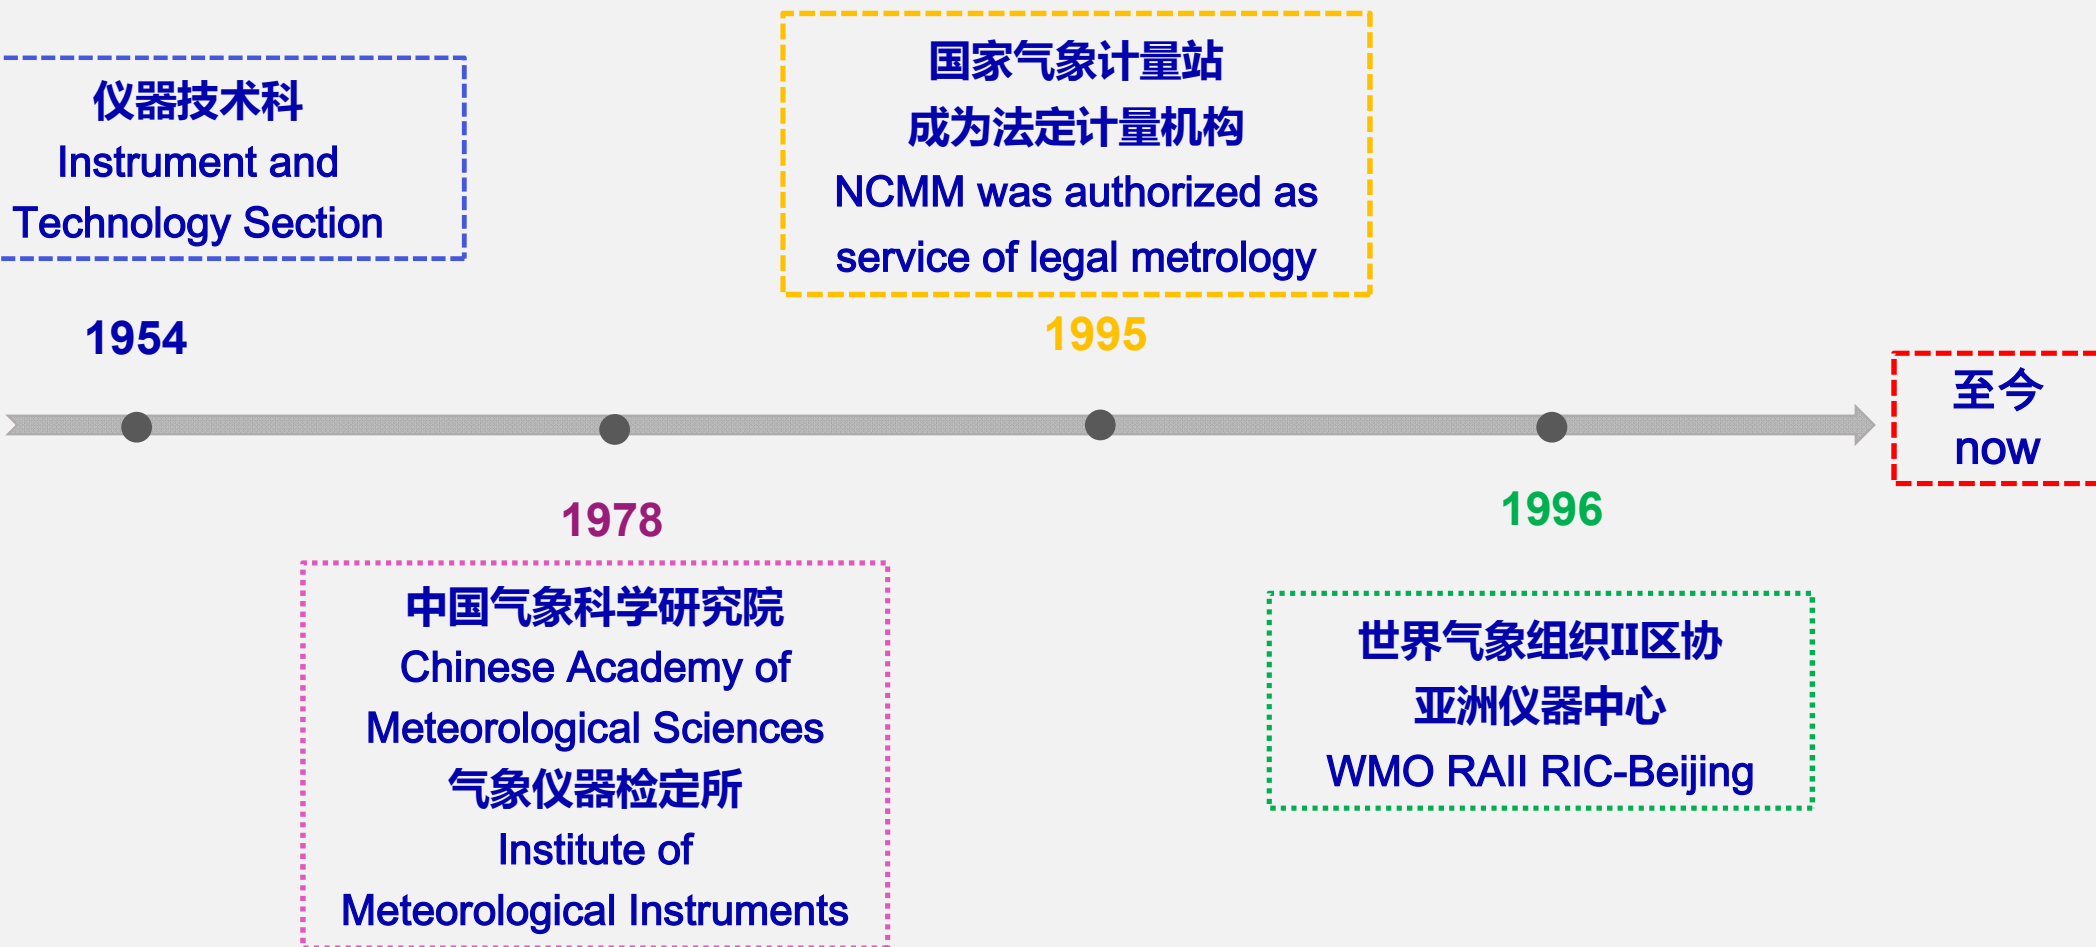 仪器技术科
Instrument and
Technology Section
1954
国家气象计量站
成为法定计量机构
NCMM was authorized as
service of legal metrology
1995
至今
now
1978
中国气象科学研究院
Chinese Academy of
Meteorological Sciences
气象仪器检定所
Institute of
Meteorological Instruments
1996
世界气象组织II区协
亚洲仪器中心
WMO RAII RIC-Beijing